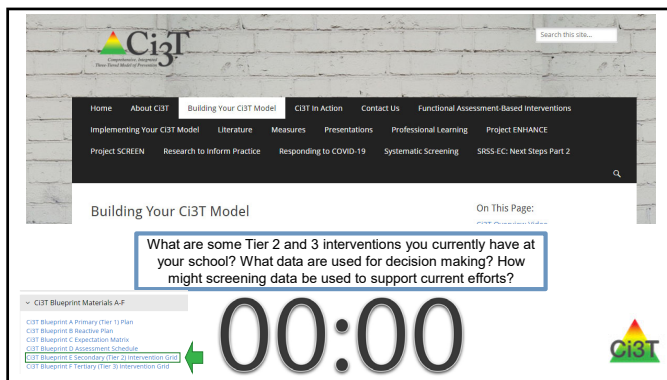 Ci3T
Comprehensive, Integrated
Three-Tiered Model of Prevention
Search this site...
Home About Ci3T Building Your Ci3T Model Ci3T In Action Contact Us Functional Assessment-Based Interventions
Implementing Your Ci3T Model Literature Measures Presentations Professional Learning Project ENHANCE
Project SCREEN Research to Inform Practice Responding to COVID-19 Systematic Screening SRSS-EC: Next Steps Part 2
Building Your Ci3T Model
On This Page:
Ci3T Overview Video
What are some Tier 2 and 3 interventions you currently have at
your school? What data are used for decision making? How
might screening data be used to support current efforts?
Ci3T Blueprint Materials A-F
Ci3T Blueprint A Primary (Tier 1) Plan
Ci3T Blueprint B Reactive Plan
Ci3T Blueprint C Expectation Matrix
Ci3T Blueprint D Assessment Schedule
Ci3T Blueprint E Secondary (Tier 2) Intervention Grid
Ci3T Blueprint F Tertiary (Tier 3) Intervention Grid
00:00
Ci3T